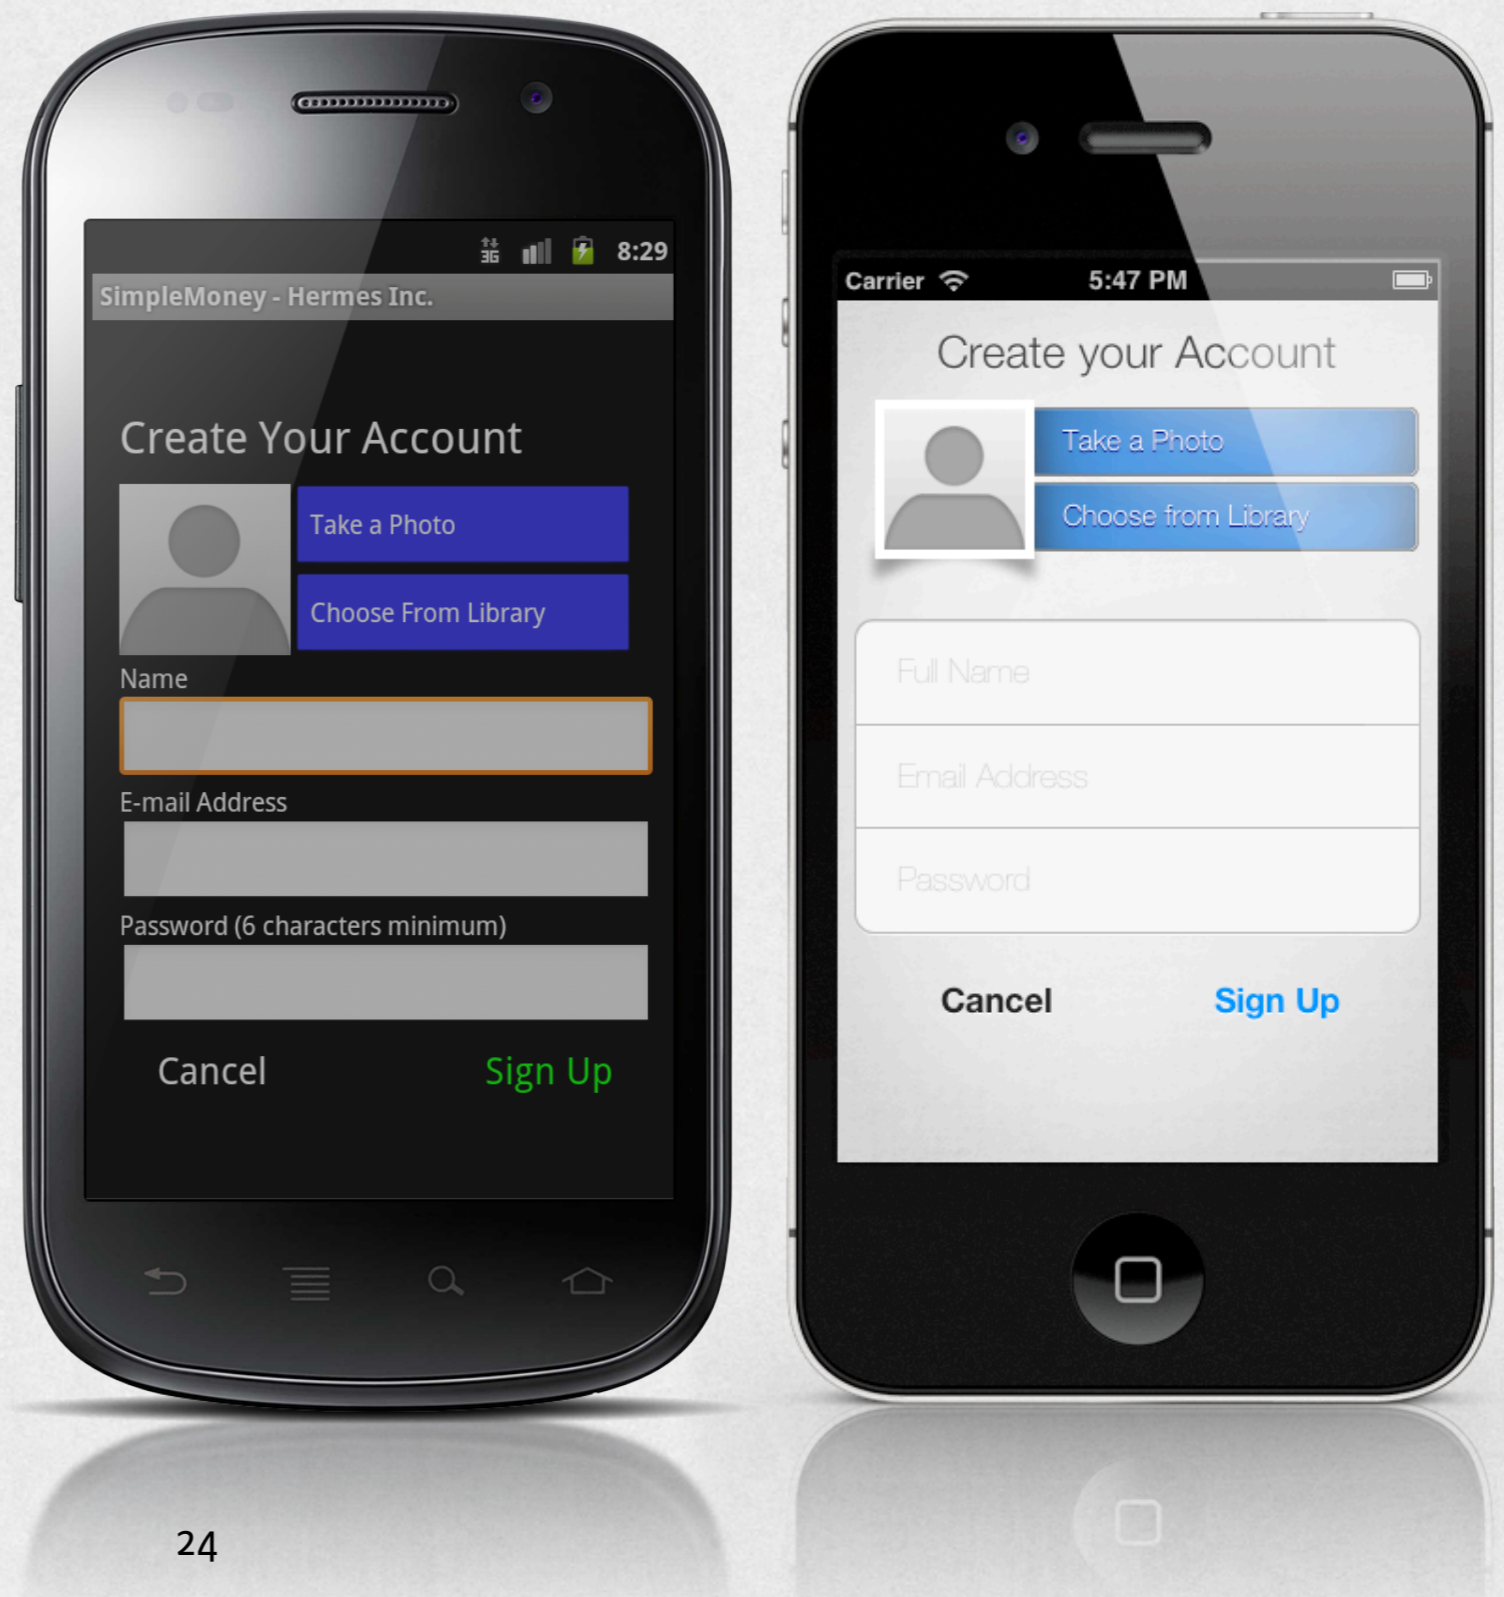 3G 8:29
SimpleMoney - Hermes Inc.
Create Your Account
Take a Photo
Choose From Library
Name
E-mail Address
Password (6 characters minimum)
Cancel Sign Up
Carrier 5:47 PM
Create your Account
Take a Photo
Choose from Library
Full Name
Email Address
Password
Cancel Sign Up
24